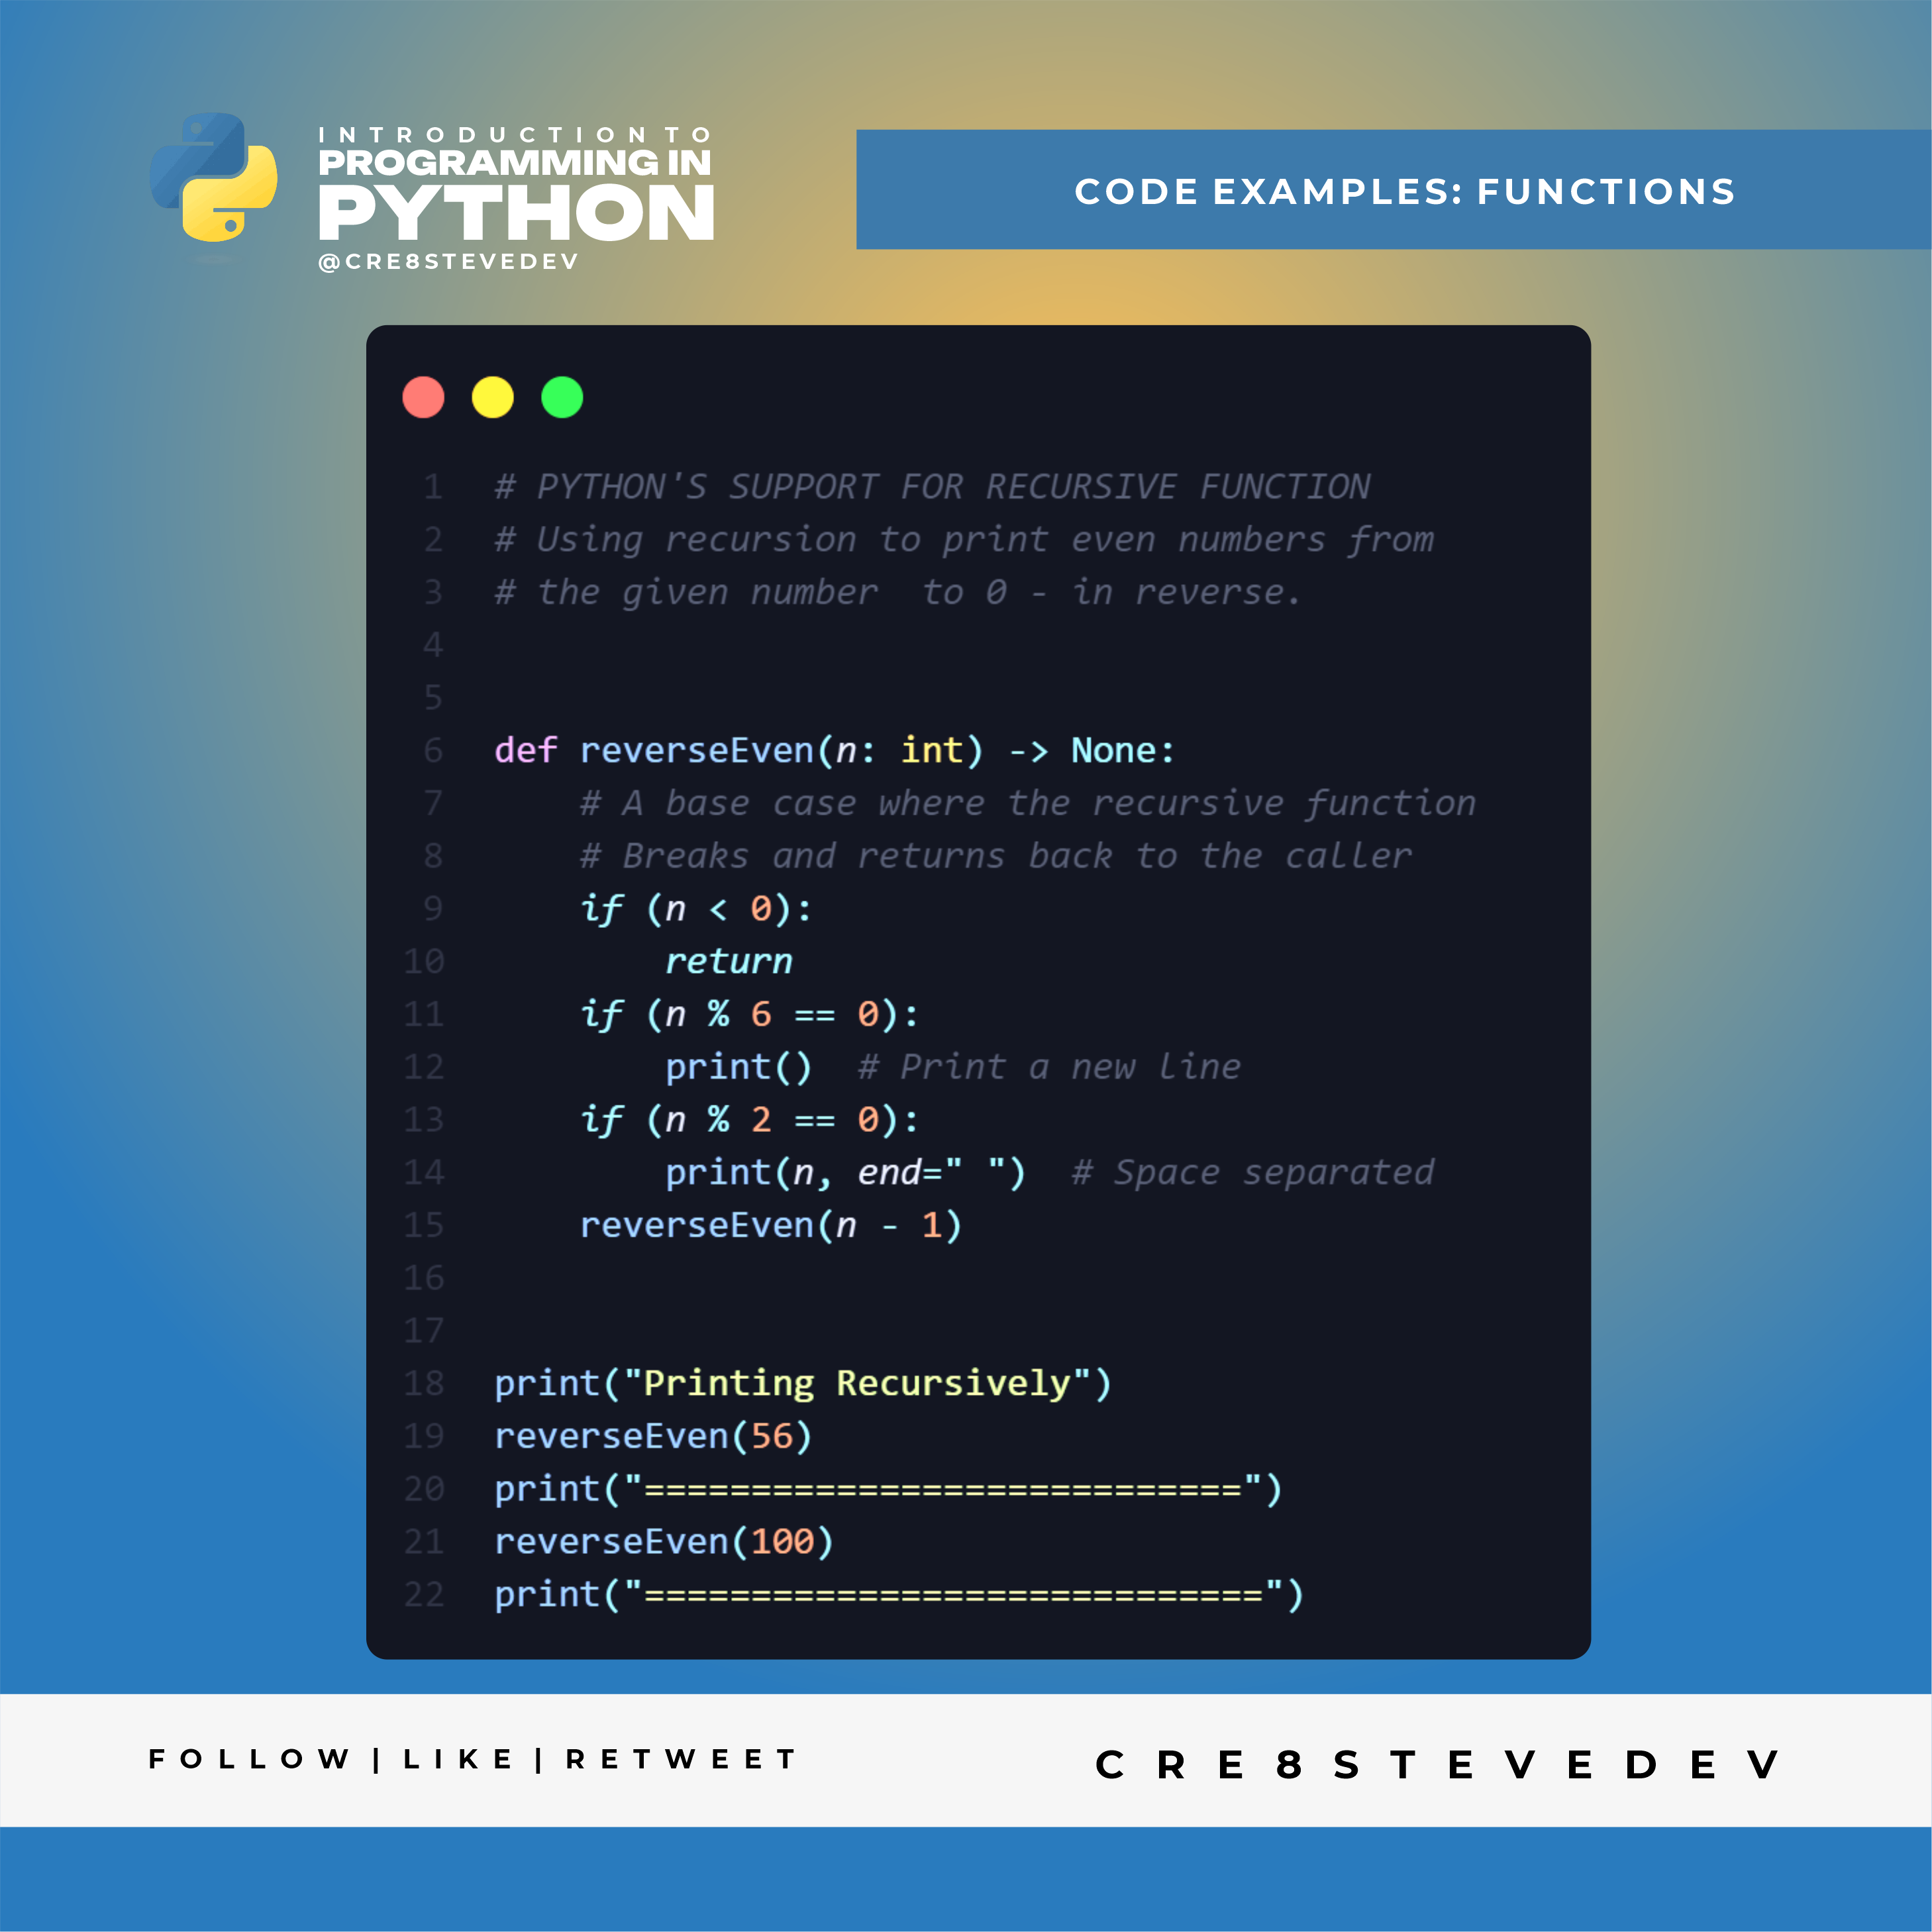 INTRODUCTION TO
PROGRAMMING IN
PYTHON
@CRE8STEVEDEV
CODE EXAMPLES: FUNCTIONS
1 # PYTHON'S SUPPORT FOR RECURSIVE FUNCTION
2 # Using recursion to print even numbers from
3 # the given number  to 0 - in reverse.
4
5
6 def reverseEven(n: int) -> None:
7     # A base case where the recursive function
8     # Breaks and returns back to the caller
9     if (n < 0):
10         return
11     if (n % 6 == 0):
12         print()  # Print a new line
13     if (n % 2 == 0):
14         print(n, end=" ")  # Space separated
15     reverseEven(n - 1)
16
17
18 print("Printing Recursively")
19 reverseEven(56)
20 print("============================")
21 reverseEven(100)
22 print("=============================")
FOLLOW | LIKE | RETWEET
CRE8STEVEDEV